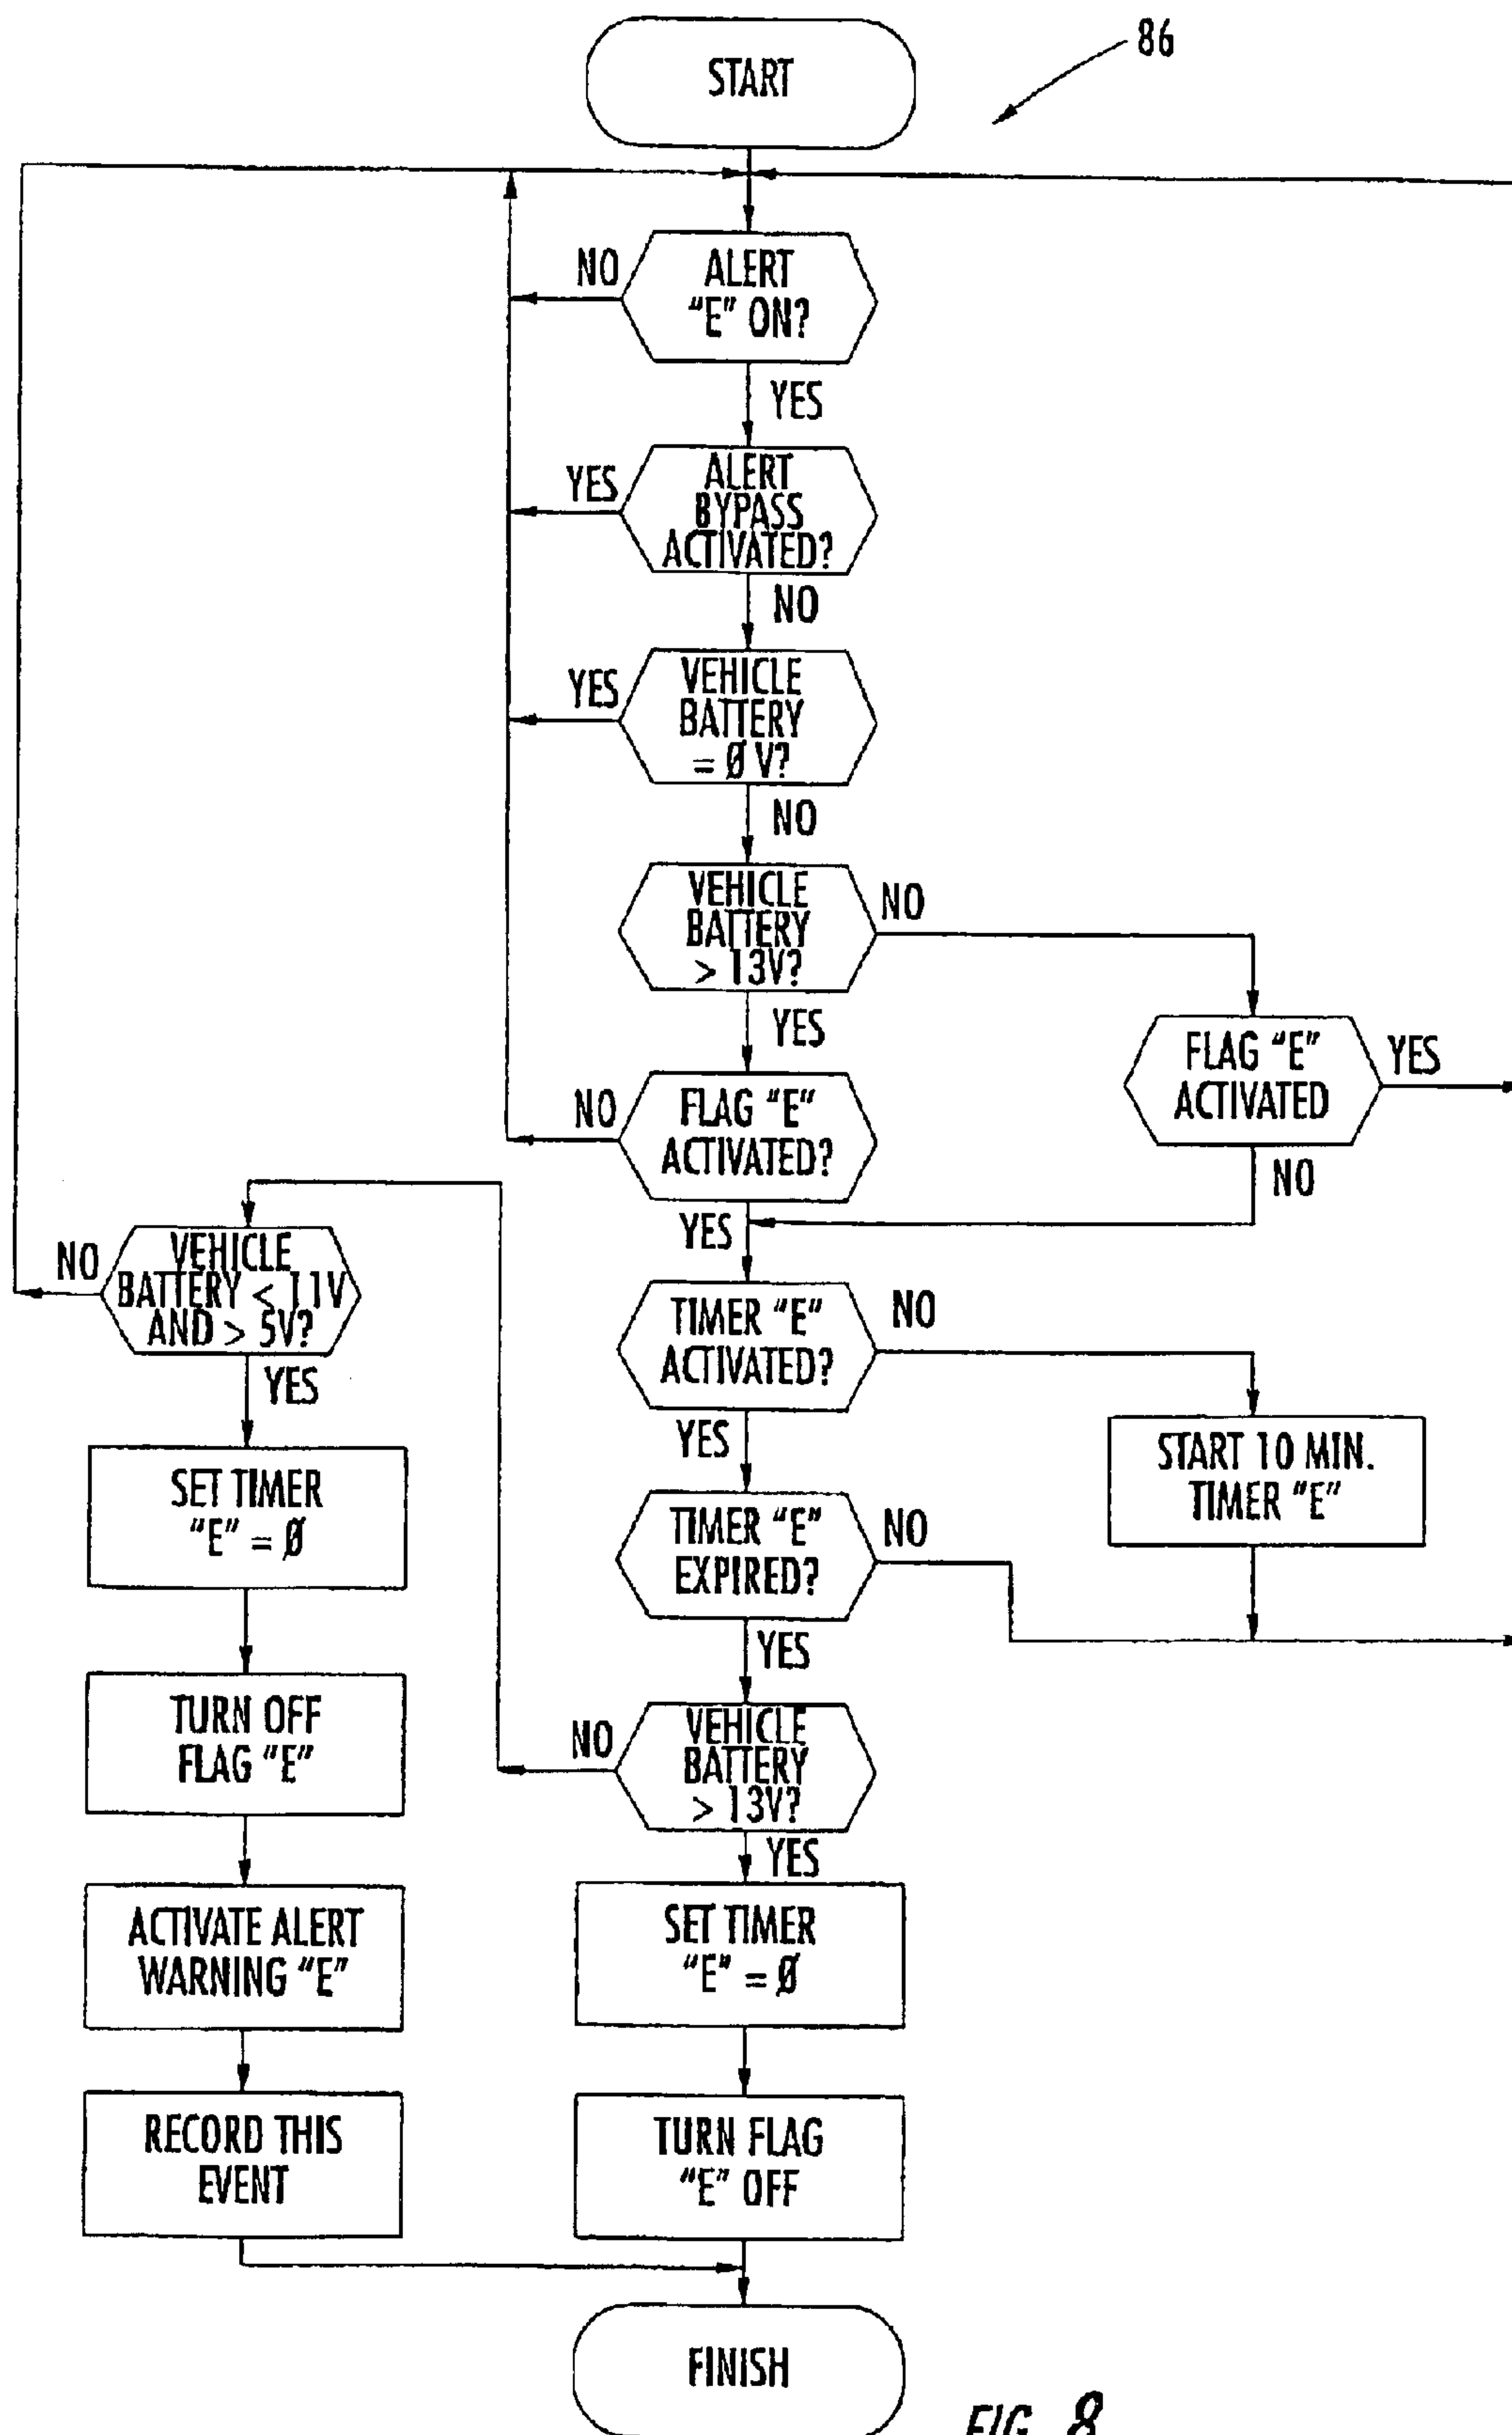 START
86
NO
ALERT
"E" ON?
YES
YES
ALERT
BYPASS
ACTIVATED?
NO
YES
VEHICLE
BATTERY
= Ø V?
NO
VEHICLE
BATTERY
> 13V?
NO
YES
FLAG "E"
ACTIVATED
YES
NO
NO
FLAG "E"
ACTIVATED?
YES
NO
VEHICLE
BATTERY < 11V
AND > 5V?
YES
TIMER "E"
ACTIVATED?
NO
YES
START 10 MIN.
TIMER "E"
SET TIMER
"E" = Ø
TIMER "E"
EXPIRED?
NO
YES
TURN OFF
FLAG "E"
NO
VEHICLE
BATTERY
> 13V?
YES
ACTIVATE ALERT
WARNING "E"
SET TIMER
"E" = Ø
RECORD THIS
EVENT
TURN FLAG
"E" OFF
FINISH
FIG. 8